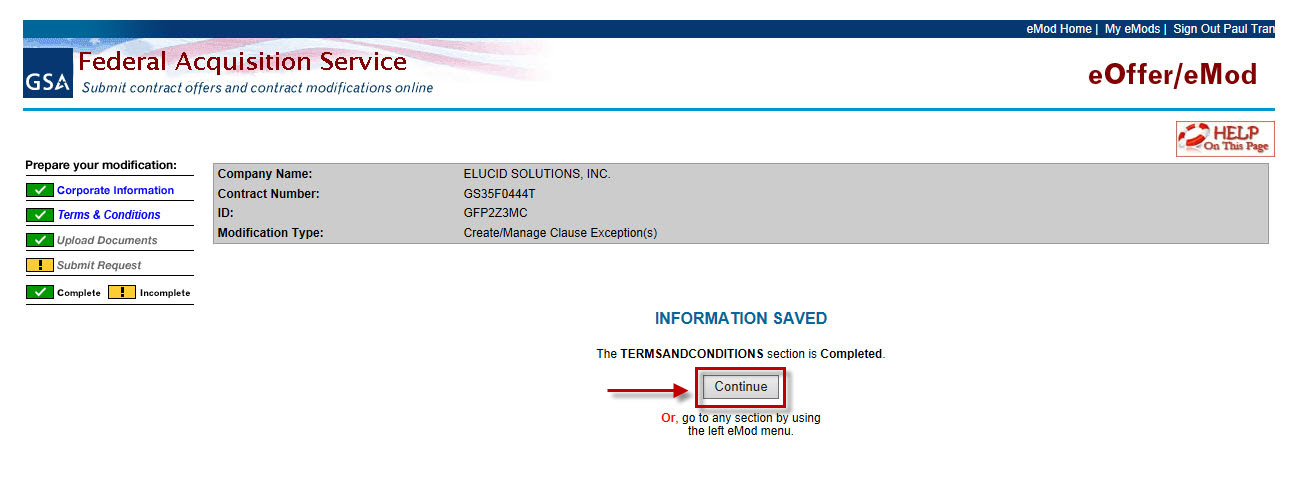 eMod Home | My eMods | Sign Out Paul Tran
GSA
Federal Acquisition Service
Submit contract offers and contract modifications online
eOffer/eMod
HELP
On This Page
Prepare your modification:
Corporate Information
Terms & Conditions
Upload Documents
! Submit Request
Complete ! Incomplete
Company Name: ELUCID SOLUTIONS, INC.
Contract Number: GS35F0444T
ID: GFP2Z3MC
Modification Type: Create/Manage Clause Exception(s)
INFORMATION SAVED
The TERMSANDCONDITIONS section is Completed.
Continue
Or, go to any section by using
the left eMod menu.